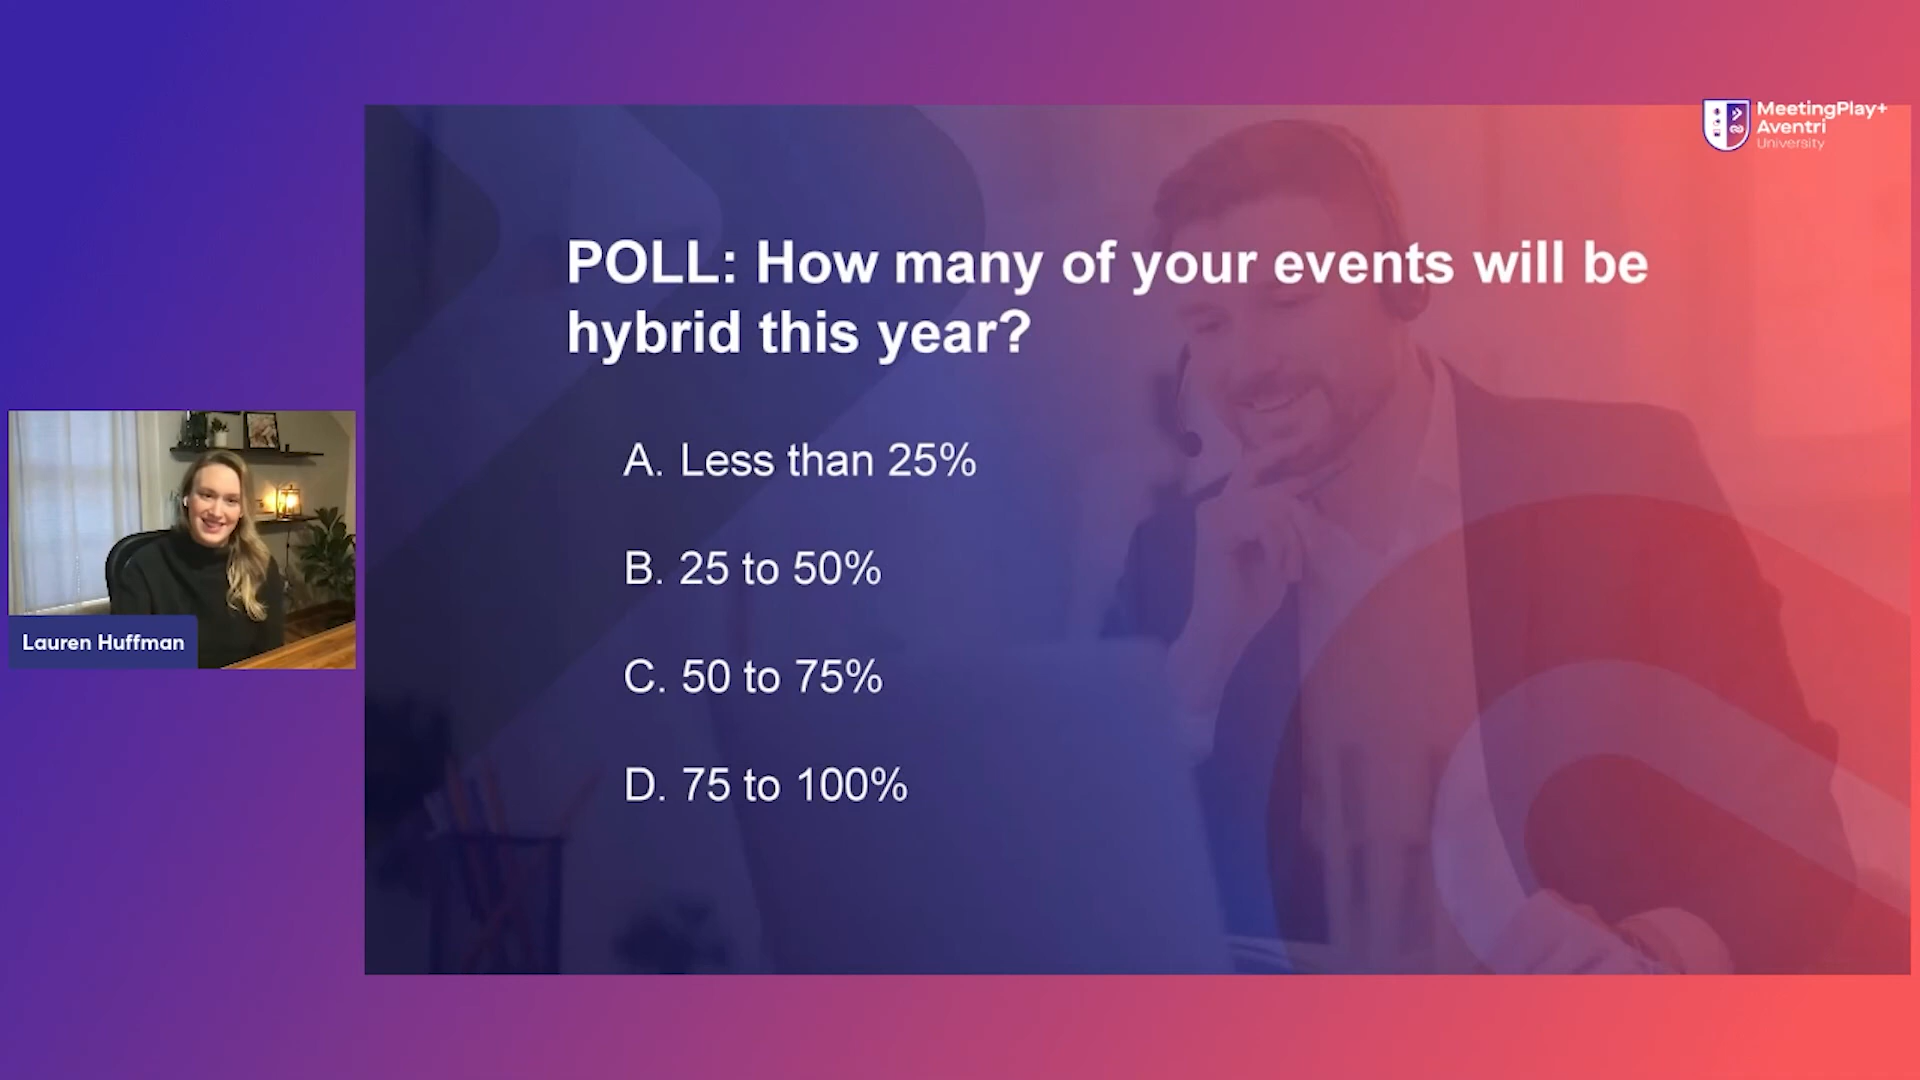 MeetingPlay+
Aventri
University
POLL: How many of your events will be
hybrid this year?
A. Less than 25%
B. 25 to 50%
C. 50 to 75%
D. 75 to 100%
Lauren Huffman